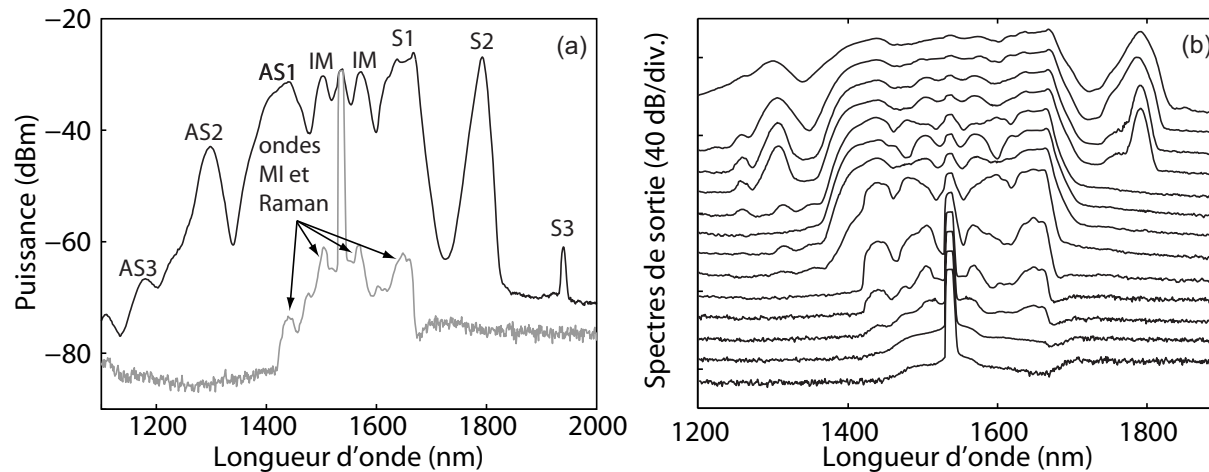 (a)
−20
−40
−60
−80
Puissance (dBm)
AS3
AS2
AS1
IM
IM
S1
S2
S3
ondes
MI et
Raman
1200
1400
1600
1800
2000
Longueur d’onde (nm)
(b)
Spectres de sortie (40 dB/div.)
1200
1400
1600
1800
Longueur d’onde (nm)